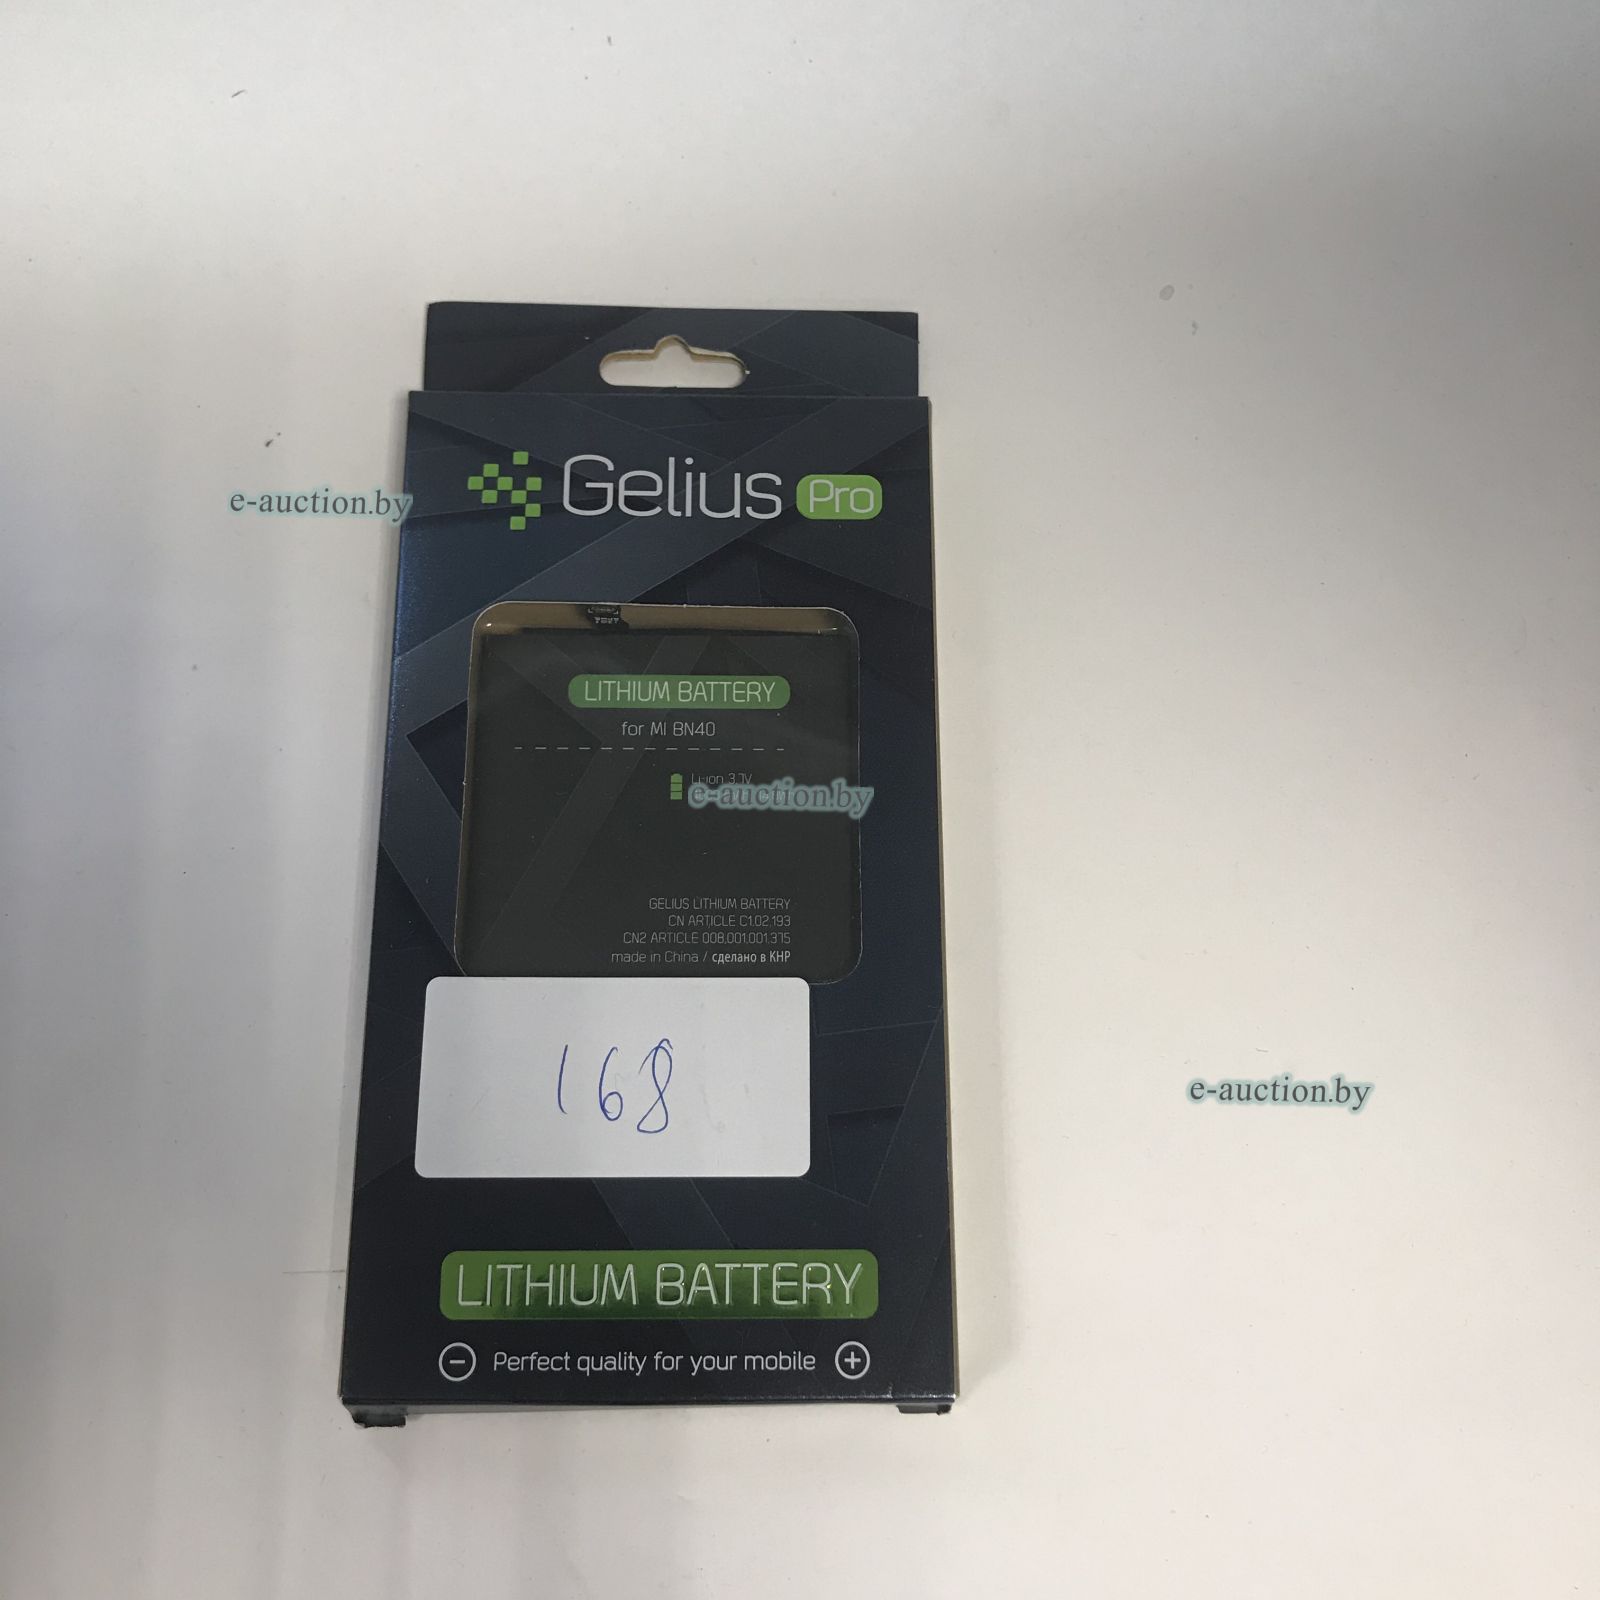 Gelius Pro
e-auction.by
LITHIUM BATTERY
for MI BN40
Li-ion 3.7V
e-auction.by
GELIUS LITHIUM BATTERY
CN ARTICLE C1.02.193
CN2 ARTICLE 008.001.001.375
made in China / сделано в КНР
168
e-auction.by
LITHIUM BATTERY
Perfect quality for your mobile